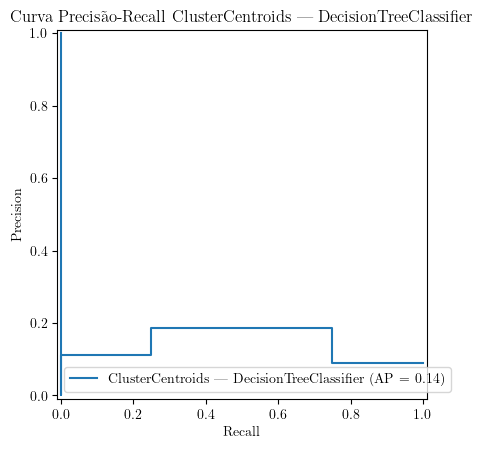 Curva Precisão-Recall ClusterCentroids — DecisionTreeClassifier
1.0
0.8
0.6
0.4
0.2
0.0
Precision
ClusterCentroids — DecisionTreeClassifier (AP = 0.14)
0.0 0.2 0.4 0.6 0.8 1.0
Recall